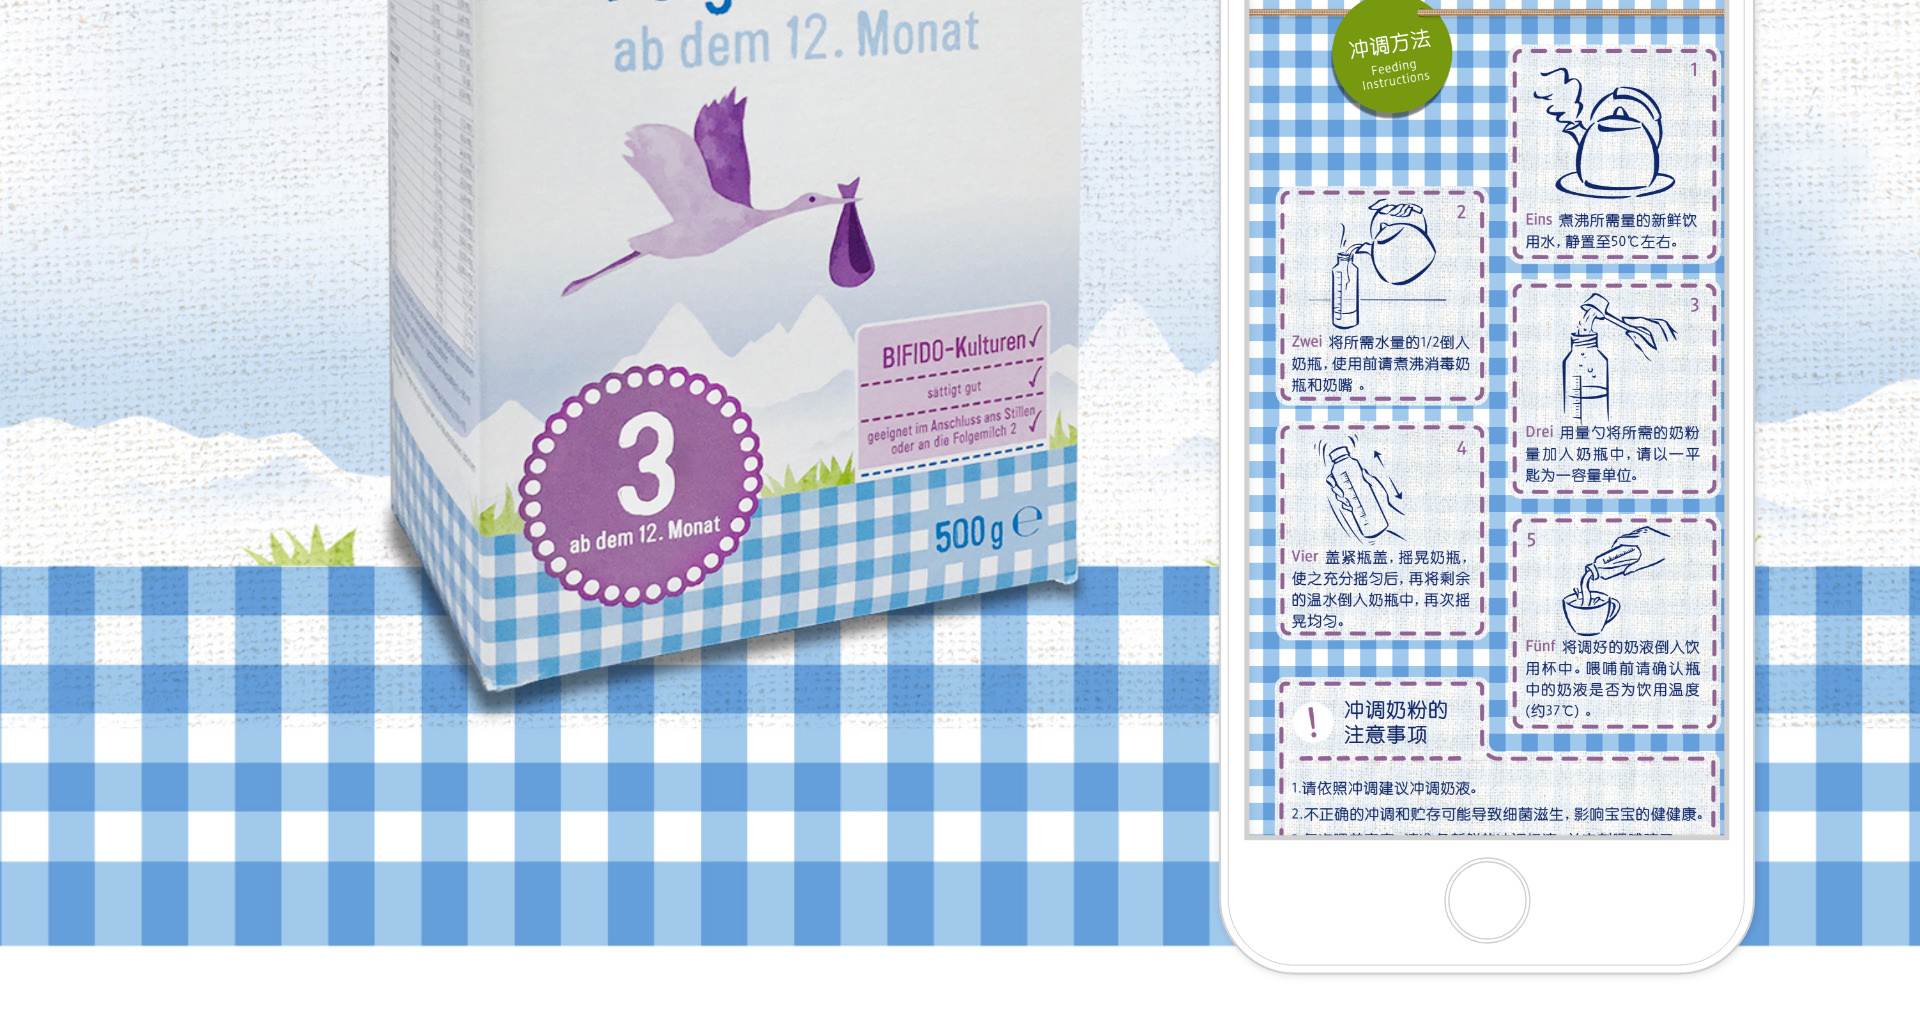 ab dem 12. Monat
BIFIDO-Kulturen✓
sättigt gut ✓
geeignet im Anschluss ans Stillen
oder an die Folgemilch 2 ✓
3
ab dem 12. Monat
500 g ℮
冲调方法
Feeding
Instructions
1
Eins 煮沸所需量的新鲜饮
用水，静置至50℃左右。
2
Zwei 将所需水量的1/2倒入
奶瓶，使用前请煮沸消毒奶
瓶和奶嘴 。
3
Drei 用量勺将所需的奶粉
量加入奶瓶中，请以一平
匙为一容量单位。
4
Vier 盖紧瓶盖，摇晃奶瓶，
使之充分摇匀后，再将剩余
的温水倒入奶瓶中，再次摇
晃均匀。
5
Fünf 将调好的奶液倒入饮
用杯中。喂哺前请确认瓶
中的奶液是否为饮用温度
(约37℃) 。
!
冲调奶粉的
注意事项
1.请依照冲调建议冲调奶液。
2.不正确的冲调和贮存可能导致细菌滋生，影响宝宝的健健康。